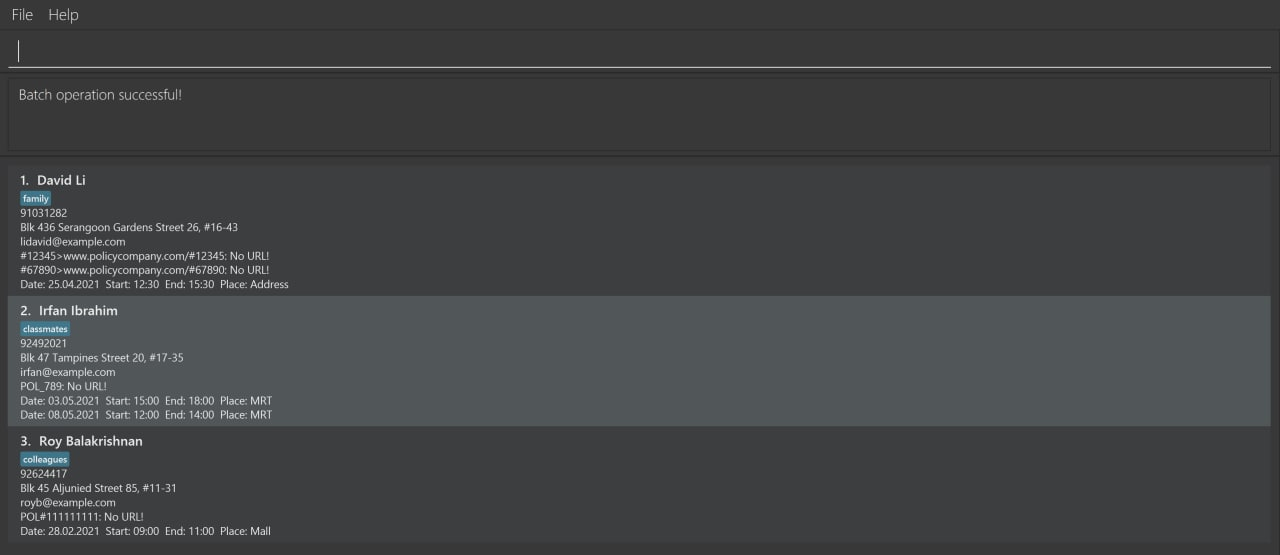 File Help
Batch operation successful!
1. David Li
family
91031282
Blk 436 Serangoon Gardens Street 26, #16-43
lidavid@example.com
#12345>www.policycompany.com/#12345: No URL!
#67890>www.policycompany.com/#67890: No URL!
Date: 25.04.2021 Start: 12:30 End: 15:30 Place: Address
2. Irfan Ibrahim
classmates
92492021
Blk 47 Tampines Street 20, #17-35
irfan@example.com
POL_789: No URL!
Date: 03.05.2021 Start: 15:00 End: 18:00 Place: MRT
Date: 08.05.2021 Start: 12:00 End: 14:00 Place: MRT
3. Roy Balakrishnan
colleagues
92624417
Blk 45 Aljunied Street 85, #11-31
royb@example.com
POL#111111111: No URL!
Date: 28.02.2021 Start: 09:00 End: 11:00 Place: Mall